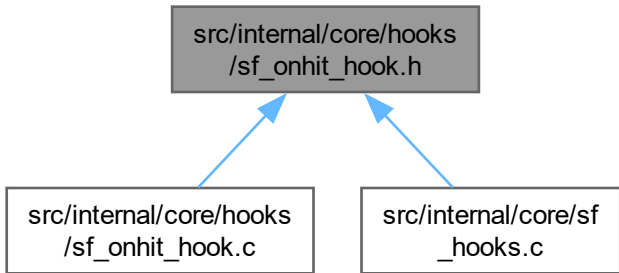 src/internal/core/hooks
/sf_onhit_hook.h
src/internal/core/hooks
/sf_onhit_hook.c
src/internal/core/sf
_hooks.c